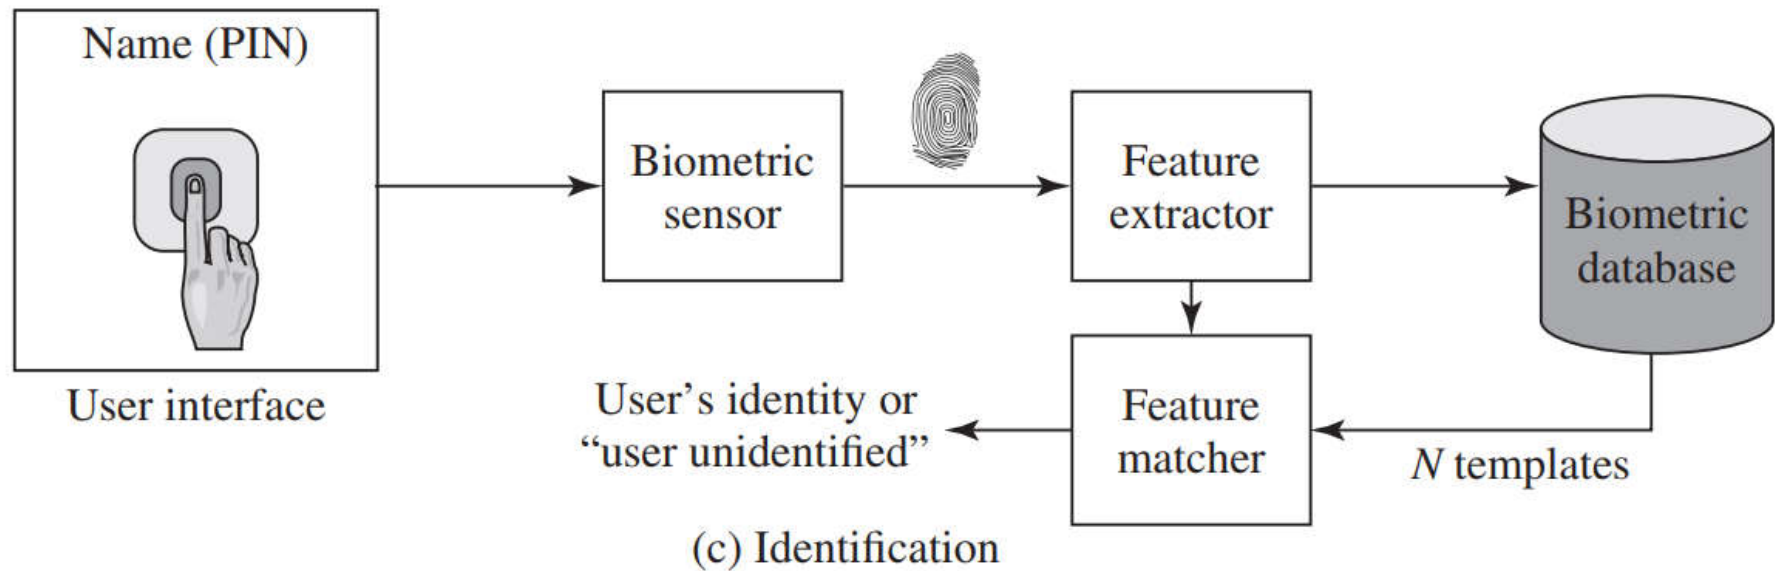 Name (PIN)
User interface
Biometric
sensor
Feature
extractor
Biometric
database
Feature
matcher
N templates
User’s identity or
“user unidentified”
(c) Identification